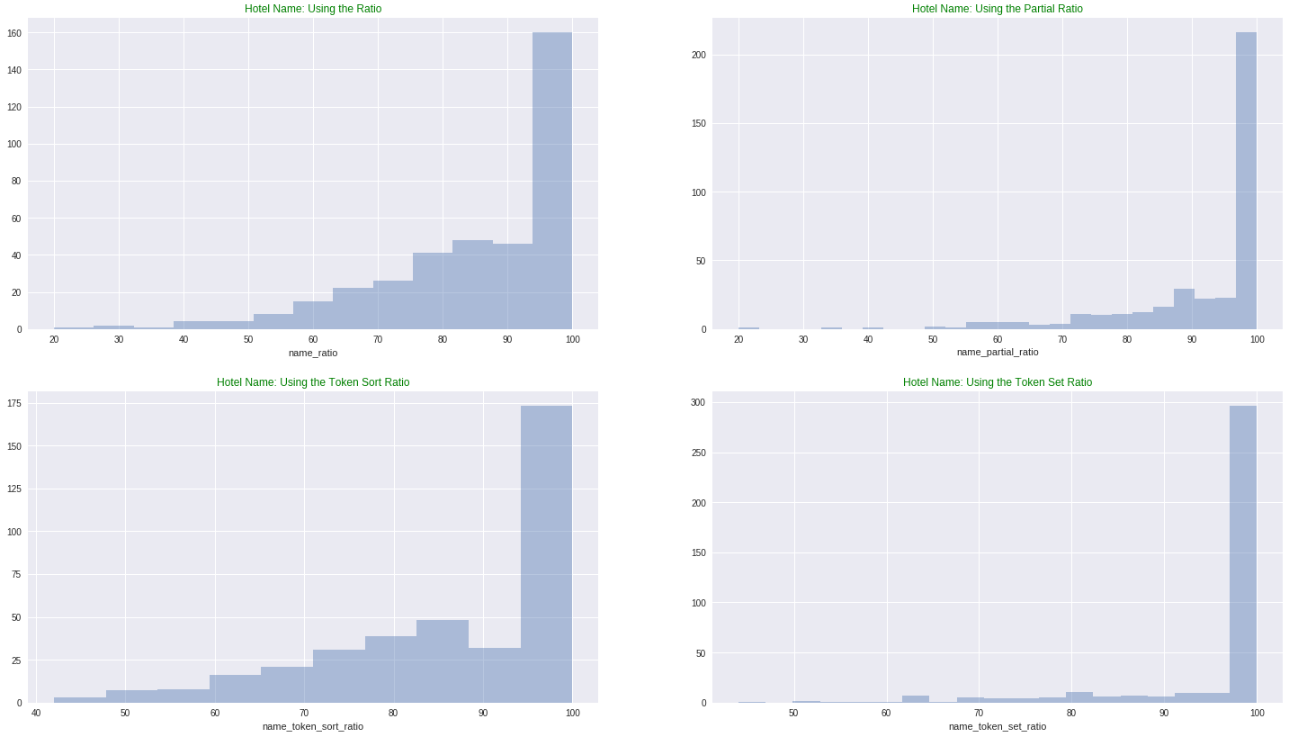 Hotel Name: Using the Ratio
160
140
120
100
80
60
40
20
0
20 30 40 50 60 70 80 90 100
name_ratio
Hotel Name: Using the Partial Ratio
200
150
100
50
0
20 30 40 50 60 70 80 90 100
name_partial_ratio
Hotel Name: Using the Token Sort Ratio
175
150
125
100
75
50
25
0
40 50 60 70 80 90 100
name_token_sort_ratio
Hotel Name: Using the Token Set Ratio
300
250
200
150
100
50
0
50 60 70 80 90 100
name_token_set_ratio